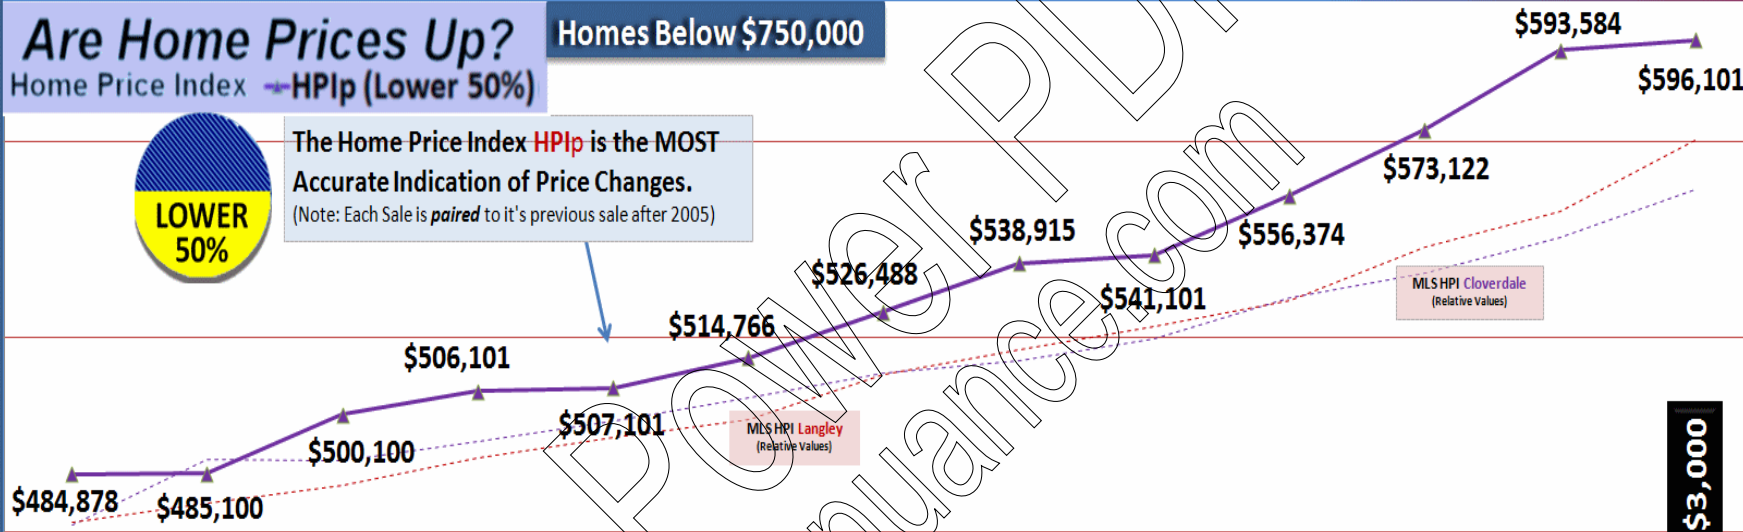 Are Home Prices Up?
Home Price Index HPIp (Lower 50%)
Homes Below $750,000
LOWER
50%
The Home Price Index HPIp is the MOST
Accurate Indication of Price Changes.
(Note: Each Sale is paired to it's previous sale after 2005)
$484,878
$485,100
$500,100
$506,101
$507,101
$514,766
$526,488
$538,915
$541,101
$556,374
$573,122
$593,584
$596,101
MLS HPI Langley
(Relative Values)
MLS HPI Cloverdale
(Relative Values)
$3,000
Power PD
nuance.com